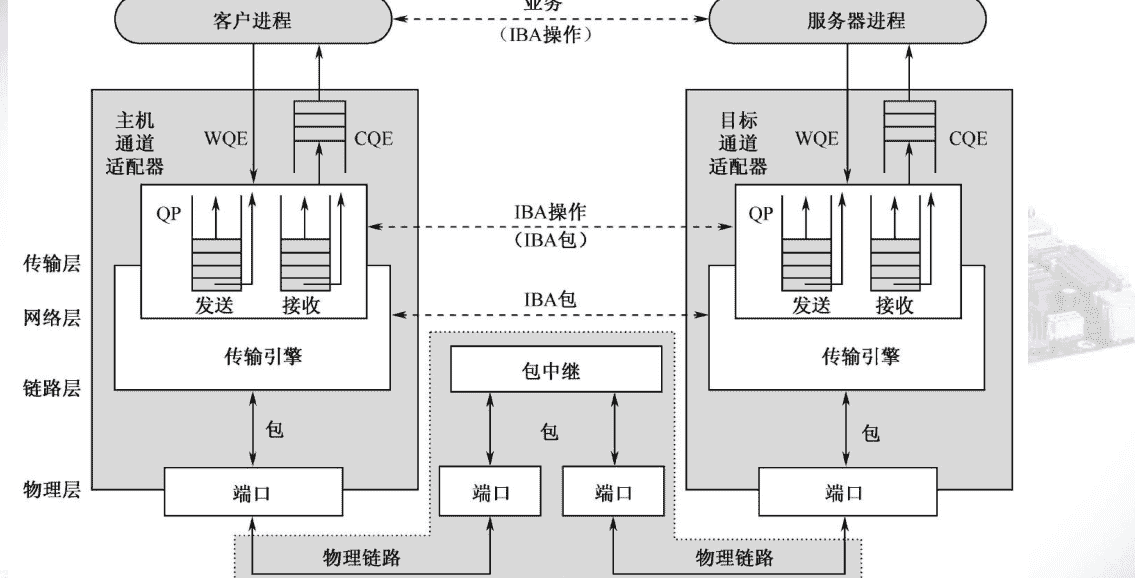 业务
客户进程
(IBA操作)
服务器进程
主机
通道
适配器
WQE
CQE
目标
通道
适配器
WQE
CQE
QP
IBA操作
(IBA包)
QP
传输层
发送
接收
IBA包
发送
接收
网络层
传输引擎
传输引擎
包中继
链路层
包
包
包
物理层
端口
端口
端口
端口
物理链路
物理链路